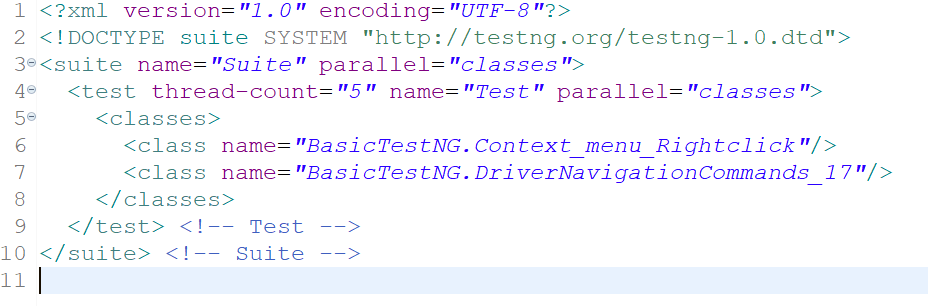 1 <?xml version="1.0" encoding="UTF-8"?>
2 <!DOCTYPE suite SYSTEM "http://testng.org/testng-1.0.dtd">
3 <suite name="Suite" parallel="classes">
4 <test thread-count="5" name="Test" parallel="classes">
5 <classes>
6 <class name="BasicTestNG.Context_menu_Rightclick"/>
7 <class name="BasicTestNG.DriverNavigationCommands_17"/>
8 </classes>
9 </test> <!-- Test -->
10 </suite> <!-- Suite -->
11